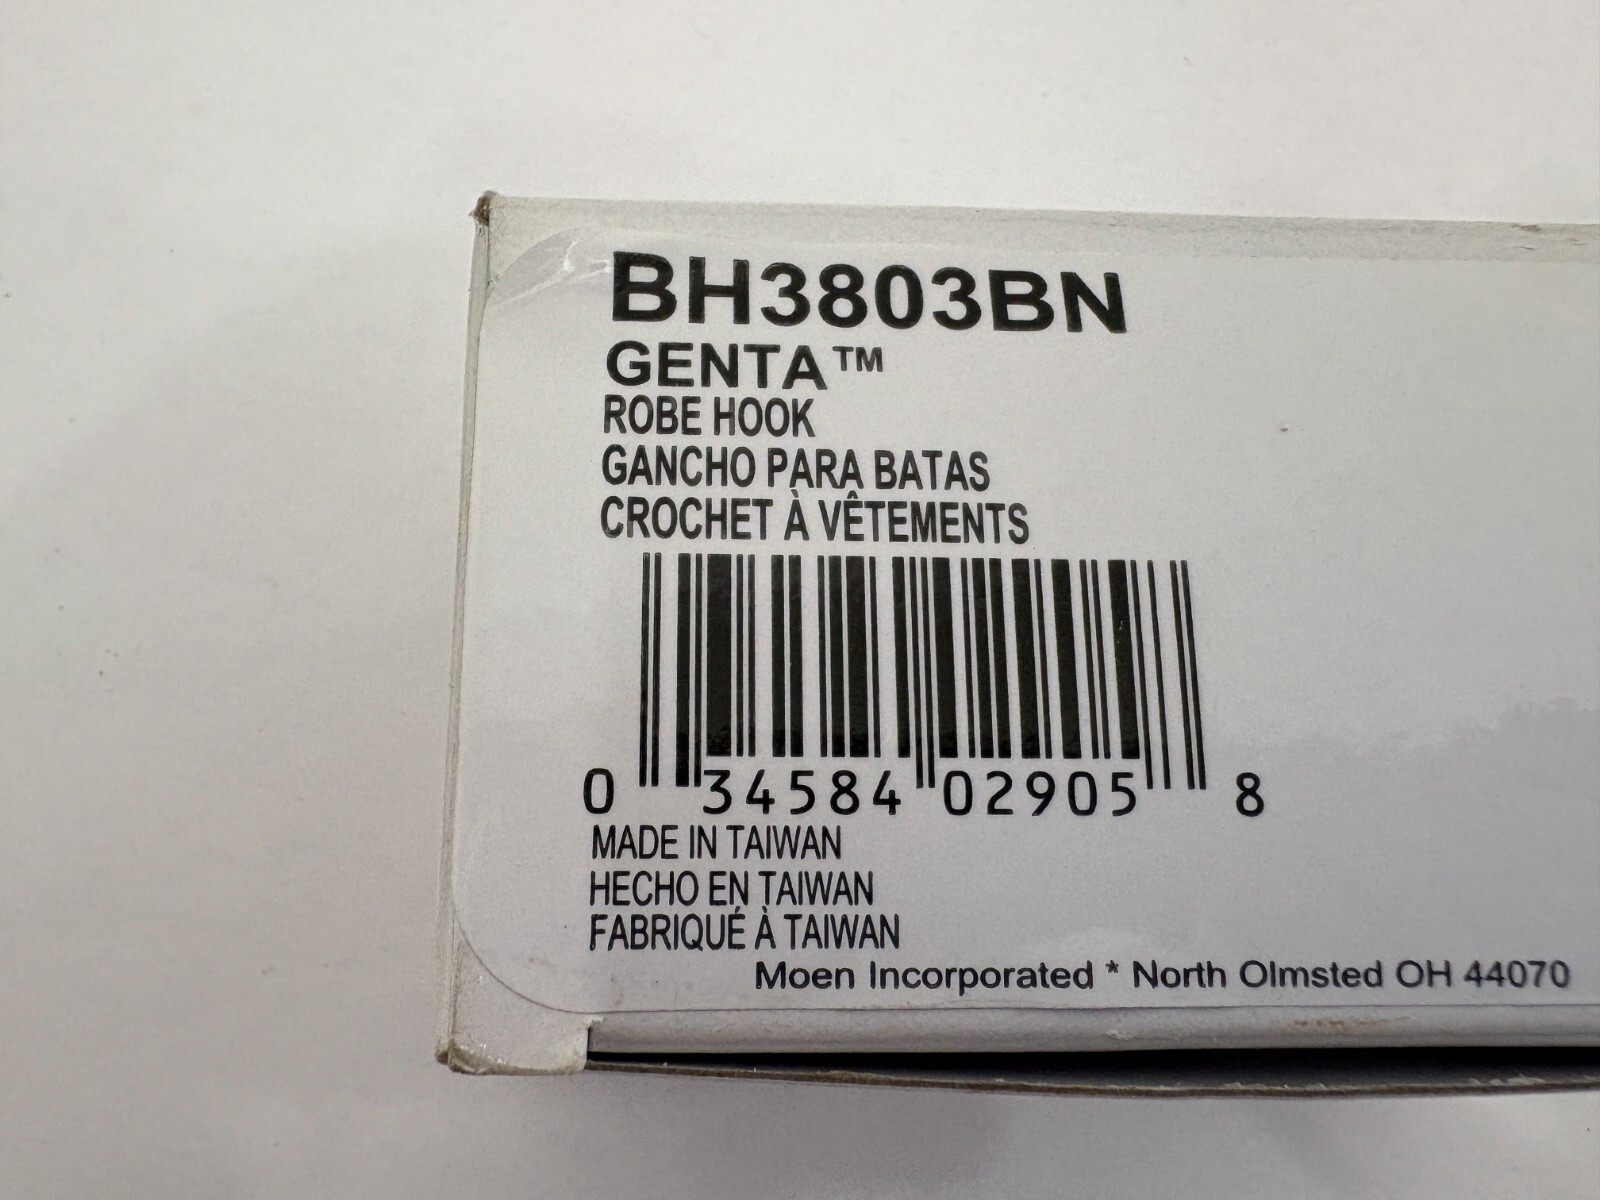 BH3803BN
GENTA™
ROBE HOOK
GANCHO PARA BATAS
CROCHET À VÊTEMENTS
0 34584 02905 8
MADE IN TAIWAN
HECHO EN TAIWAN
FABRIQUÉ À TAIWAN
Moen Incorporated * North Olmsted OH 44070